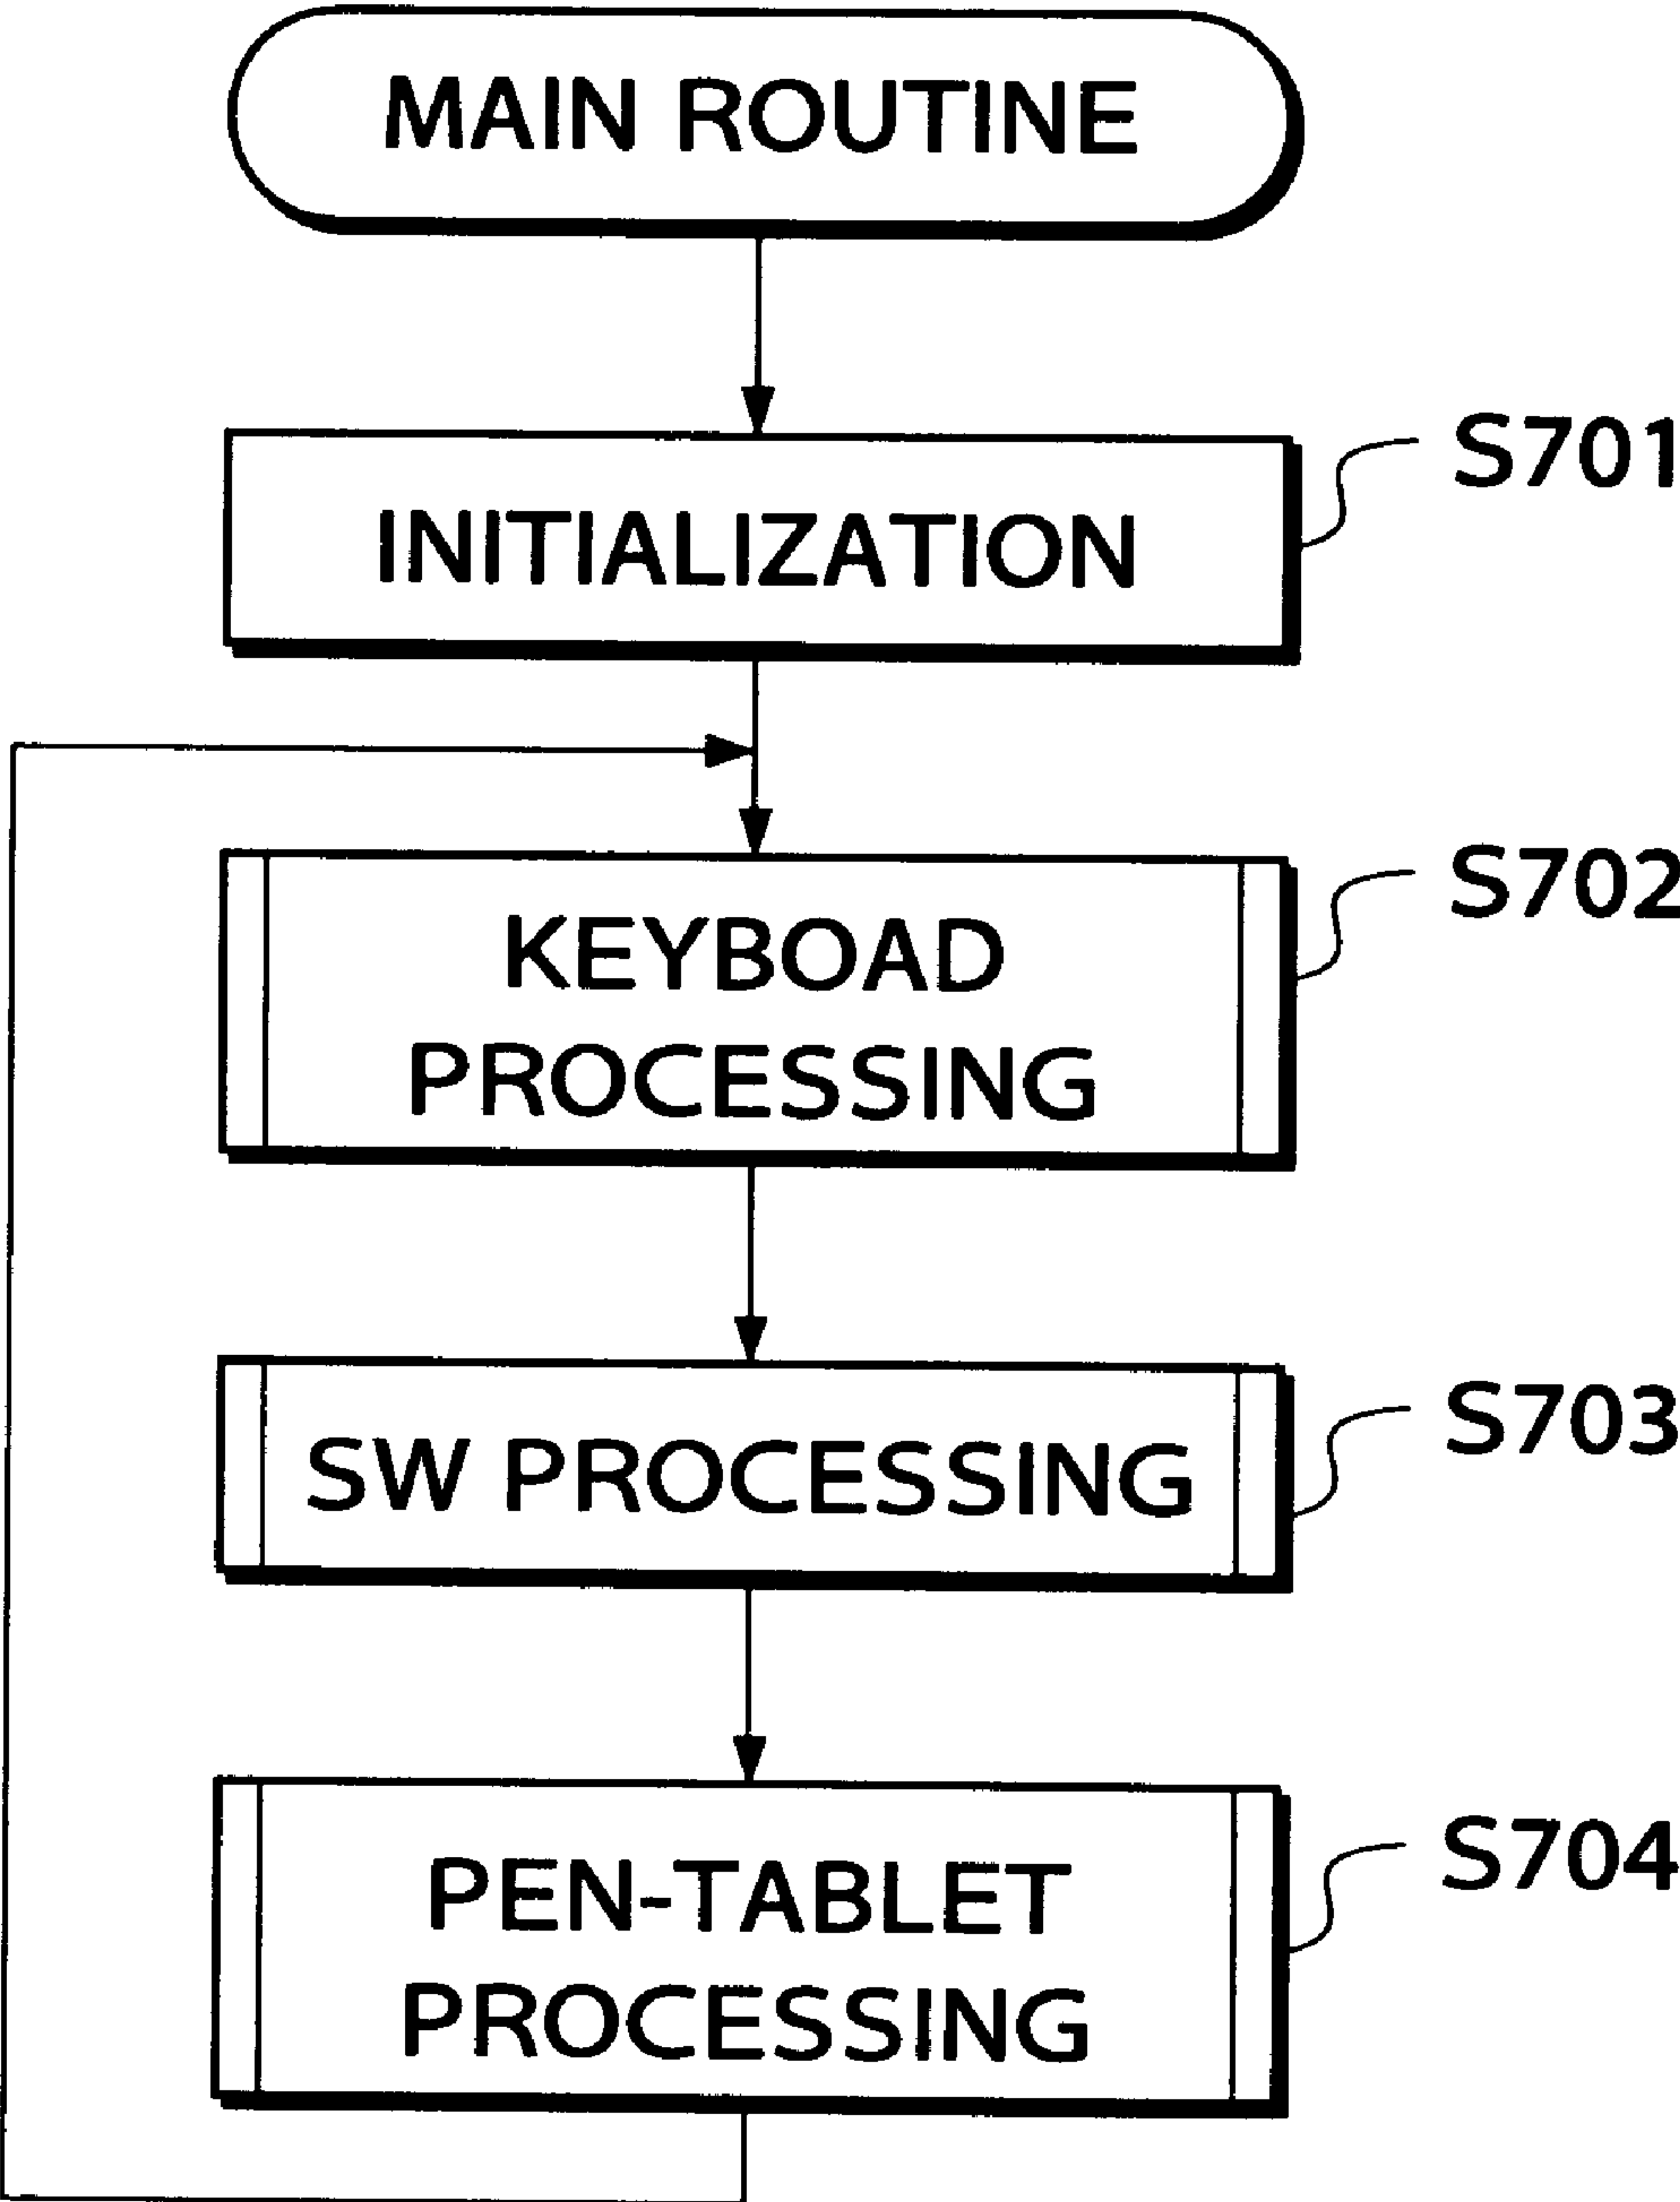 MAIN ROUTINE
S701
INITIALIZATION
S702
KEYBOAD
PROCESSING
S703
SW PROCESSING
S704
PEN-TABLET
PROCESSING